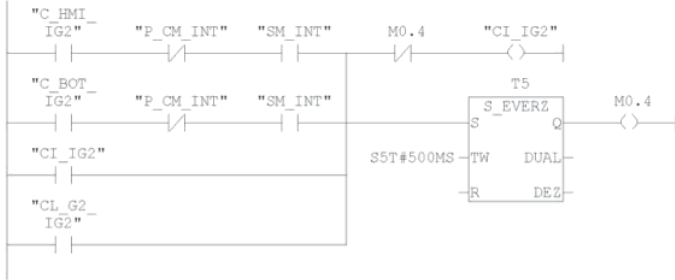 "C_HMI_
IG2" "P_CM_INT" "SM_INT" M0.4 "CI_IG2"
"C_BOT_
IG2" "P_CM_INT" "SM_INT" T5
S_EVERZ M0.4
S Q
"CI_IG2" S5T#500MS TW DUAL
R DEZ
"CL_G2_
IG2"